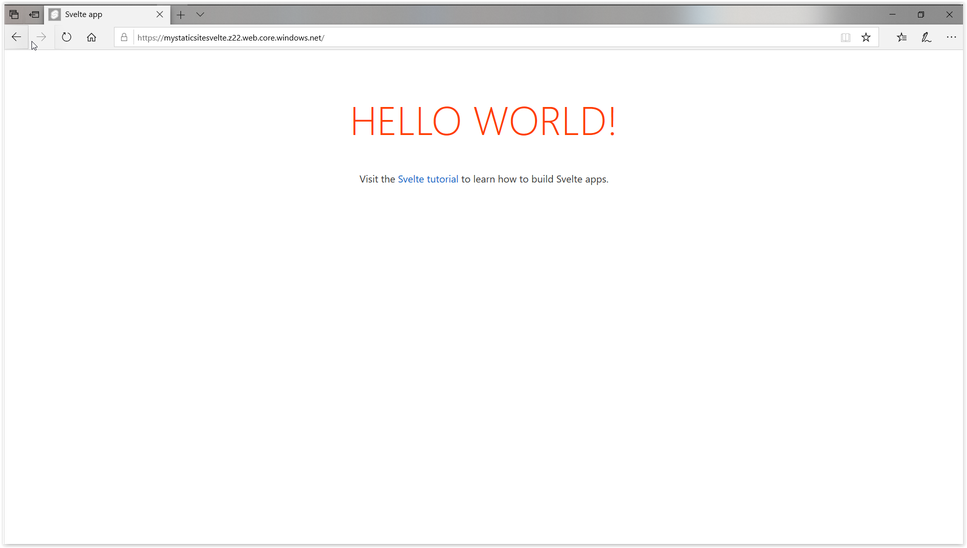 Svelte app
https://mystaticsitesvelte.z22.web.core.windows.net/
HELLO WORLD!
Visit the Svelte tutorial to learn how to build Svelte apps.